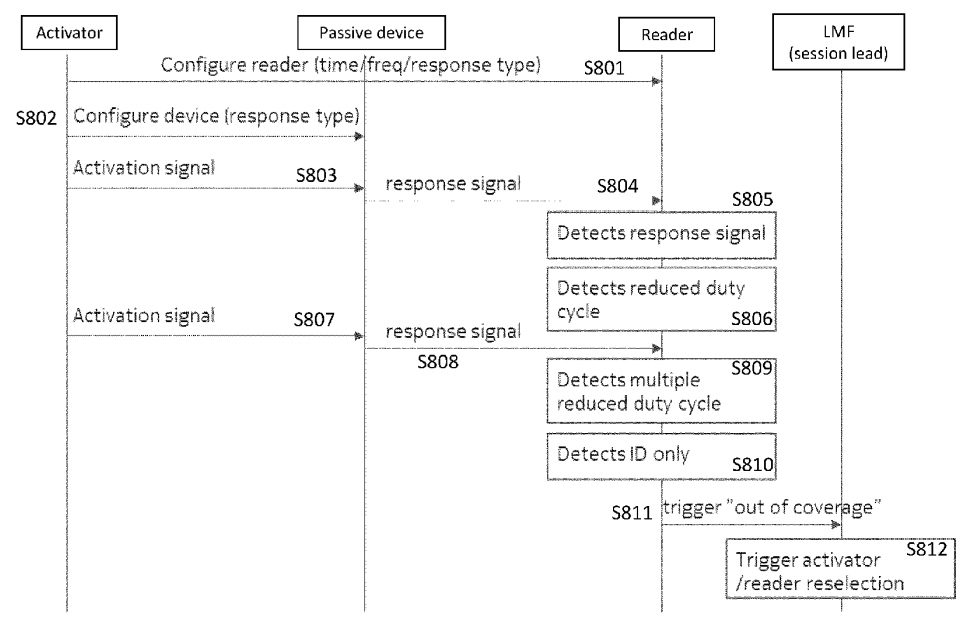 Activator
Passive device
Reader
LMF
(session lead)
Configure reader (time/freq/response type)
S801
S802
Configure device (response type)
Activation signal
S803
response signal
S804
S805
Detects response signal
Detects reduced duty
cycle
S806
Activation signal
S807
response signal
S808
S809
Detects multiple
reduced duty cycle
Detects ID only
S810
S811
trigger "out of coverage"
S812
Trigger activator
/reader reselection